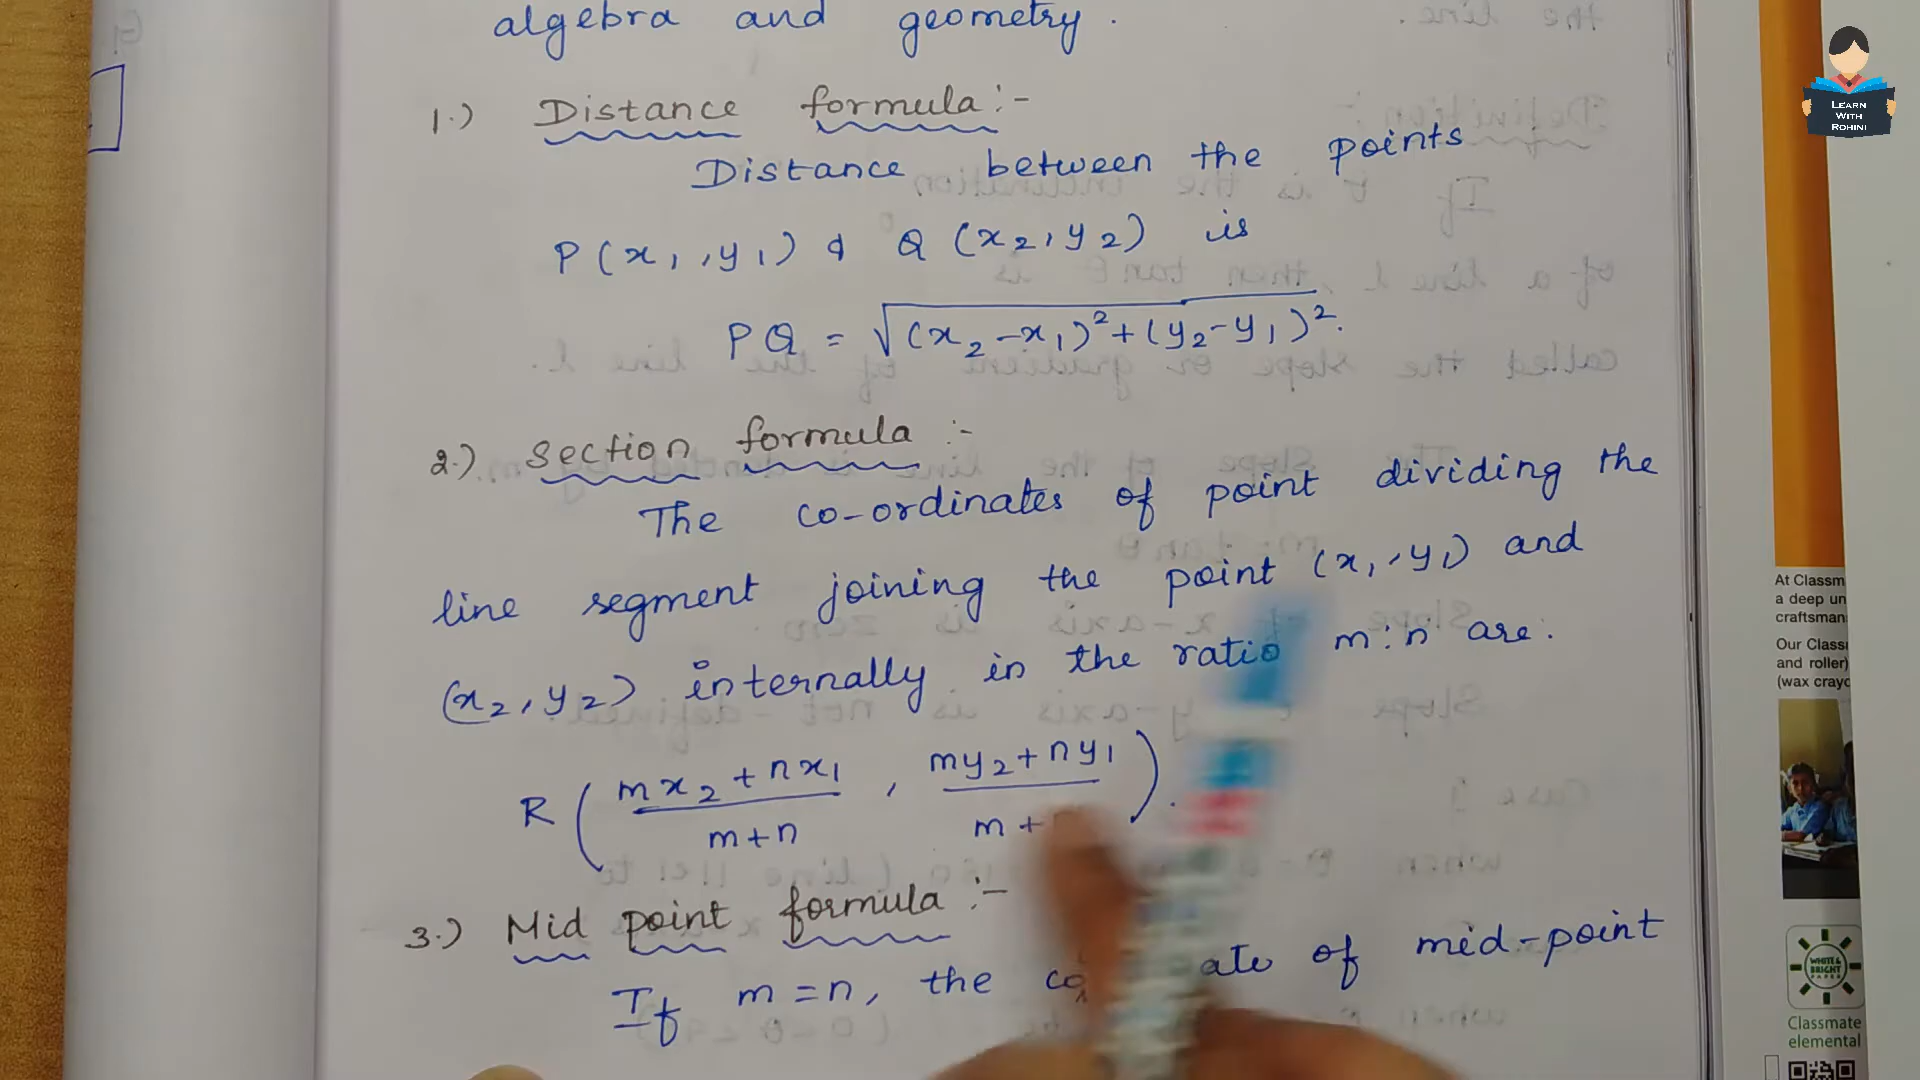 algebra and geometry.
1.) Distance formula:-
Distance between the points
P(x₁,y₁) & Q(x₂,y₂) is
PQ = √(x₂-x₁)²+(y₂-y₁)².
2.) Section formula :-
The co-ordinates of point dividing the
line segment joining the point (x₁,y₁) and
(x₂,y₂) internally in the ratio m:n are.
R(mx₂+nx₁/m+n, my₂+ny₁/m+).
3.) Mid point formula :-
If m=n, the of mid-point
LEARN
WITH
ROHINI
At Classm
a deep un
craftsman
Our Class
and roller)
(wax crayo
WHITE &
BRIGHT
Classmate
elemental